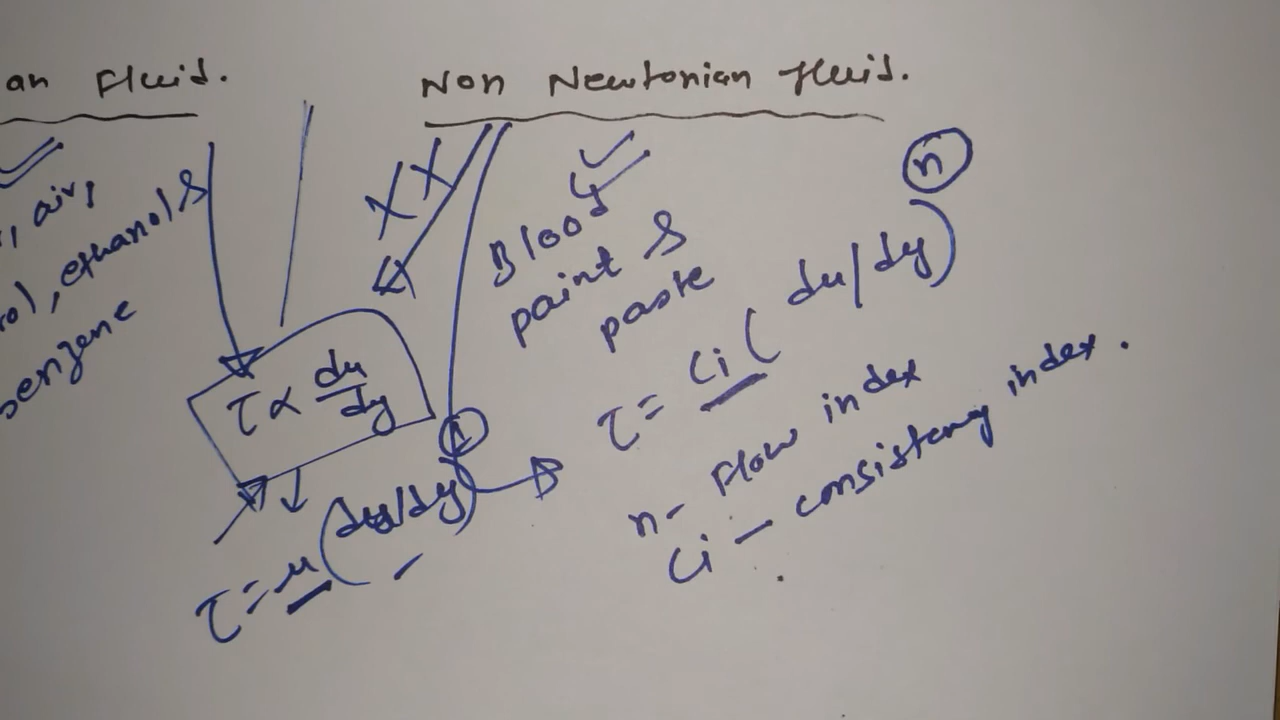 an Fluid.
Non Newtonian fluid.
, air,
rol, ethanol &
benzene
Blood,
paint &
paste
τ ∝ du/dy
τ = μ (du/dy)¹
τ = Ci (du/dy)ⁿ
n- Flow index
Ci - consistency index.